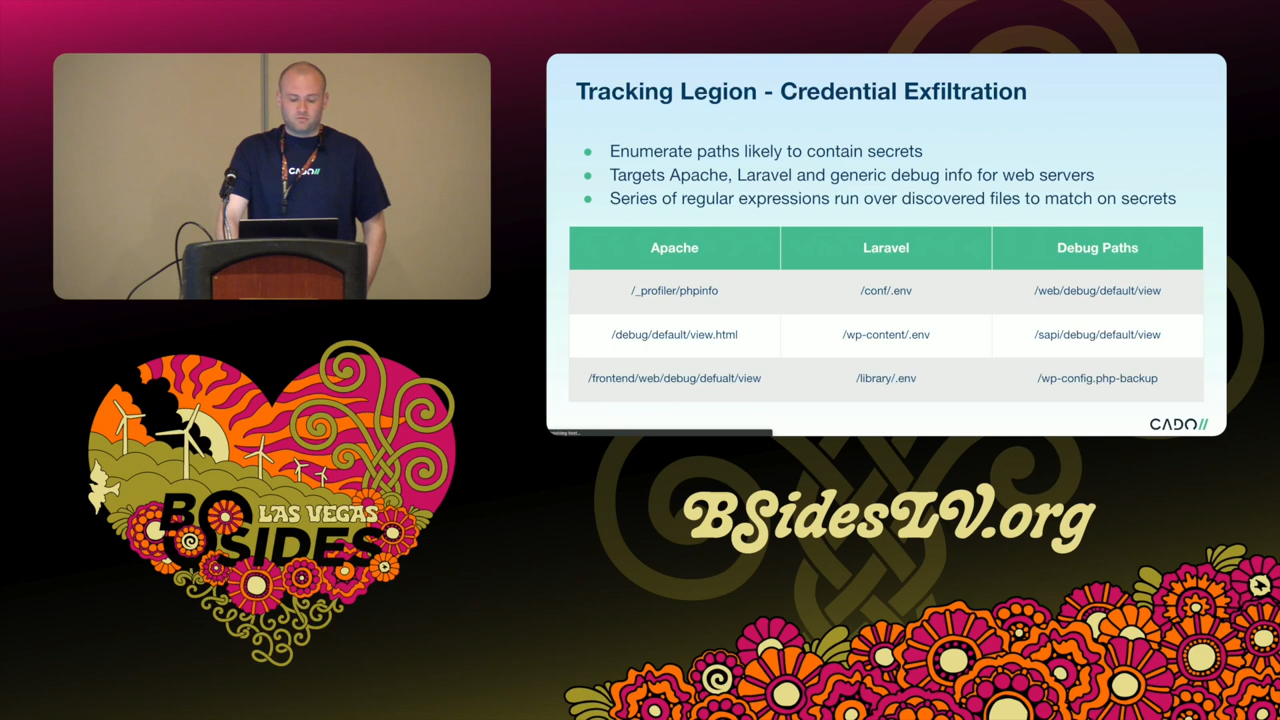 CADO//
Tracking Legion - Credential Exfiltration
● Enumerate paths likely to contain secrets
● Targets Apache, Laravel and generic debug info for web servers
● Series of regular expressions run over discovered files to match on secrets
Apache Laravel Debug Paths
/_profiler/phpinfo /conf/.env /web/debug/default/view
/debug/default/view.html /wp-content/.env /sapi/debug/default/view
/frontend/web/debug/defualt/view /library/.env /wp-config.php-backup
CADO//
BO
LAS VEGAS
SIDES
23
BSidesLV.org